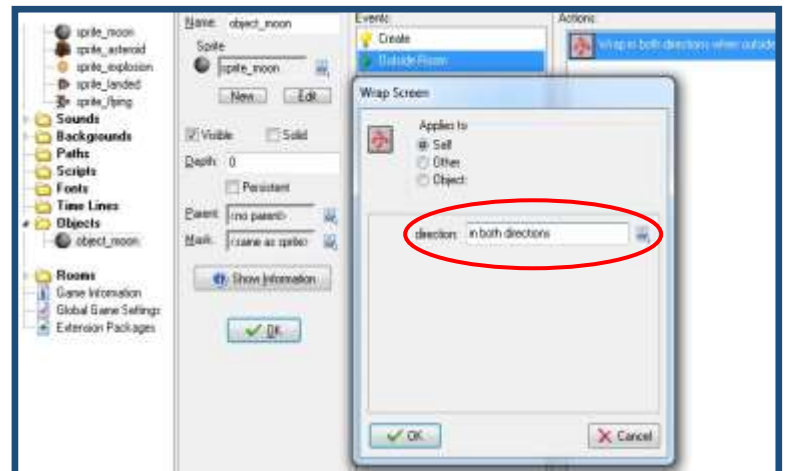 sprite_moon
sprite_asteroid
sprite_explosion
sprite_landed
sprite_flying
Sounds
Backgrounds
Paths
Scripts
Fonts
Time Lines
Objects
object_moon
Rooms
Game Information
Global Game Settings
Extension Packages
Name: object_moon
Sprite
sprite_moon
New Edit
Visible Solid
Depth: 0
Persistent
Parent: <no parent>
Mask: <same as sprite>
Show Information
OK
Events:
Create
Outside Room
Actions:
Wrap in both directions when outside
Wrap Screen
Applies to
Self
Other
Object:
direction: in both directions
OK Cancel